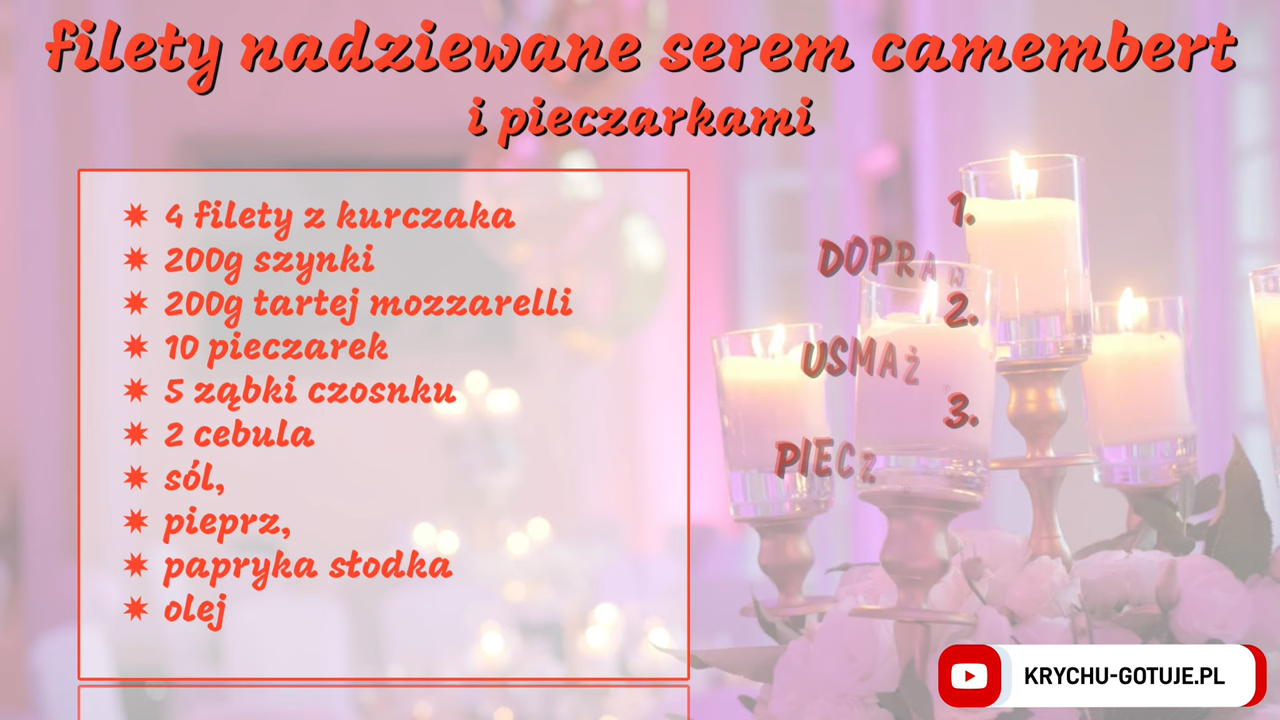 filety nadziewane serem camembert
i pieczarkami
4 filety z kurczaka
200g szynki
200g tartej mozzarelli
10 pieczarek
5 ząbki czosnku
2 cebula
sól,
pieprz,
papryka słodka
olej
1.
DOPRAW
2.
USMAŻ
3.
PIECZ
KRYCHU-GOTUJE.PL